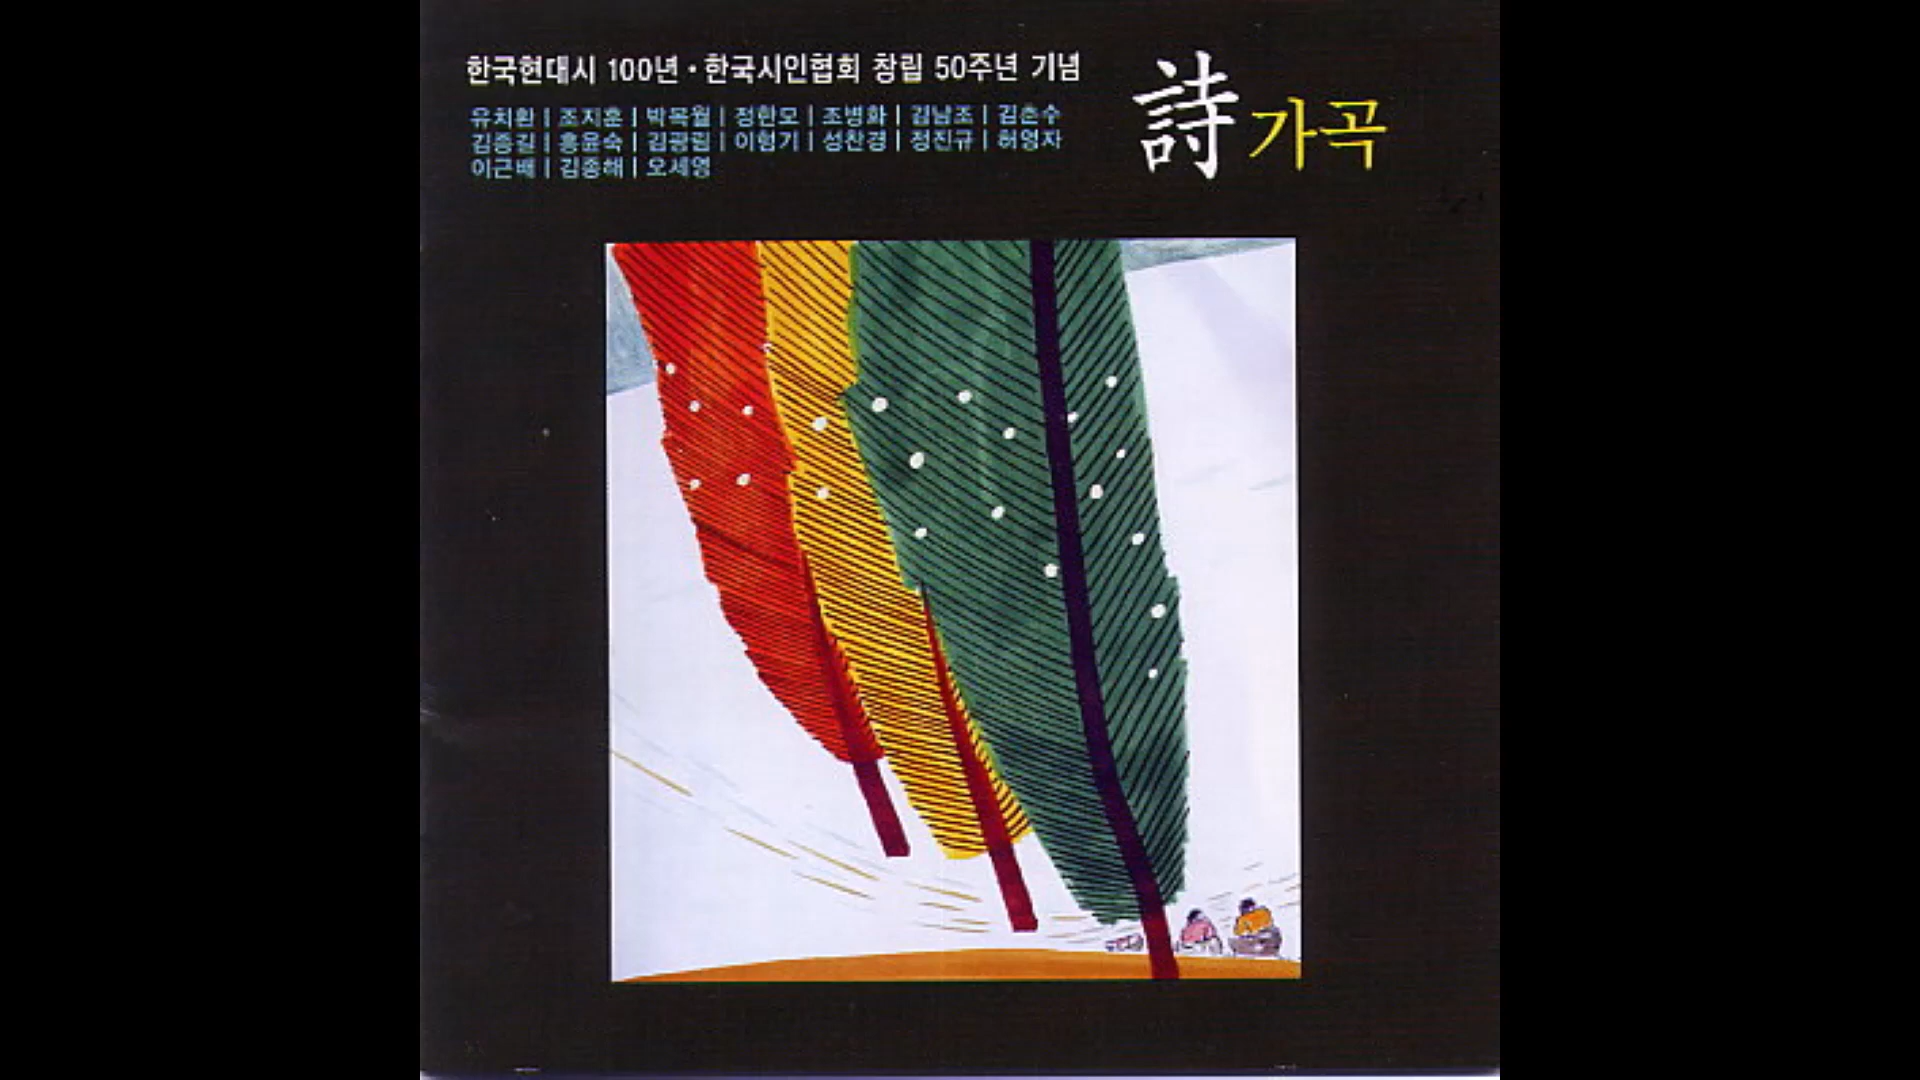 한국현대시 100년·한국시인협회 창립 50주년 기념
유치환 | 조지훈 | 박목월 | 정한모 | 조병화 | 김남조 | 김춘수
김종길 | 홍윤숙 | 김광림 | 이형기 | 성찬경 | 정진규 | 허영자
이근배 | 김종해 | 오세영
詩가곡